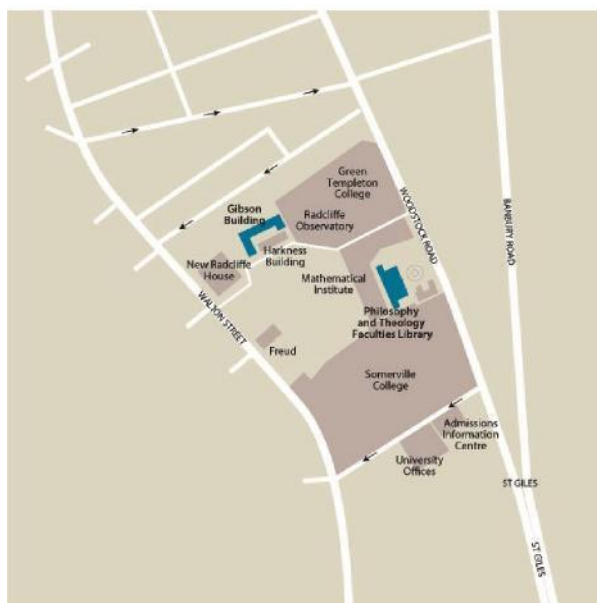 Green
Templeton
College
Gibson
Building
Radcliffe
Observatory
WOODSTOCK ROAD
BANBURY ROAD
Harkness
Building
New Radcliffe
House
Mathematical
Institute
WALTON STREET
Philosophy
and Theology
Faculties Library
Freud
Somerville
College
Admissions
Information
Centre
University
Offices
ST GILES
ST GILES